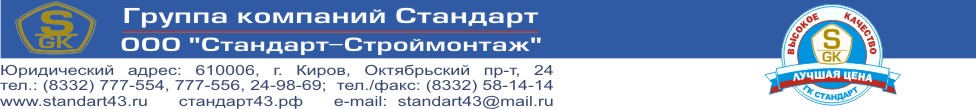 S
GK
Группа компаний Стандарт
ООО "Стандарт-Строймонтаж"
Юридический адрес: 610006, г. Киров, Октябрьский пр-т, 24
тел.: (8332) 777-554, 777-556, 24-98-69; тел./факс: (8332) 58-14-14
www.standart43.ru стандарт43.рф e-mail: standart43@mail.ru
ВЫСОКОЕ КАЧЕСТВО
S
GK
ЛУЧШАЯ ЦЕНА
ГК СТАНДАРТ